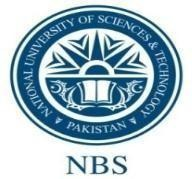 NATIONAL UNIVERSITY OF SCIENCES & TECHNOLOGY
PAKISTAN
NBS